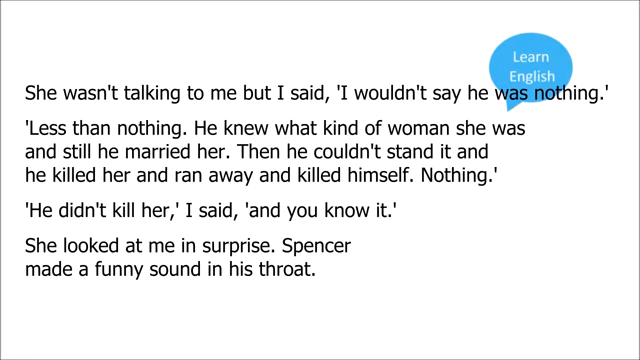 Learn
English
She wasn't talking to me but I said, 'I wouldn't say he was nothing.'
'Less than nothing. He knew what kind of woman she was
and still he married her. Then he couldn't stand it and
he killed her and ran away and killed himself. Nothing.'
'He didn't kill her,' I said, 'and you know it.'
She looked at me in surprise. Spencer
made a funny sound in his throat.